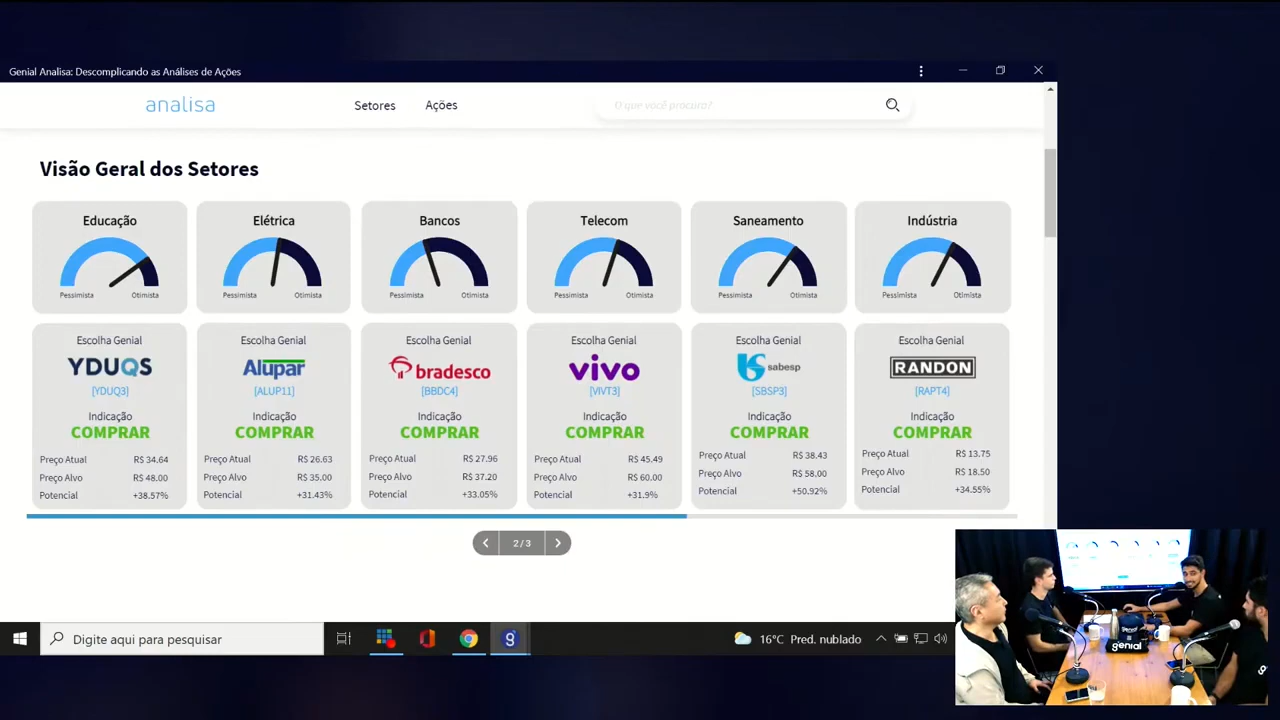 Genial Analisa: Descomplicando as Análises de Ações
analisa
Setores
Ações
O que você procura?
Visão Geral dos Setores
Educação
Pessimista Otimista
Elétrica
Pessimista Otimista
Bancos
Pessimista Otimista
Telecom
Pessimista Otimista
Saneamento
Pessimista Otimista
Indústria
Pessimista Otimista
Escolha Genial
YDUQS
[YDUQ3]
Indicação
COMPRAR
Preço Atual R$ 34.64
Preço Alvo R$ 48.00
Potencial +38.57%
Escolha Genial
Alupar
[ALUP11]
Indicação
COMPRAR
Preço Atual R$ 26.63
Preço Alvo R$ 35.00
Potencial +31.43%
Escolha Genial
bradesco
[BBDC4]
Indicação
COMPRAR
Preço Atual R$ 27.96
Preço Alvo R$ 37.20
Potencial +33.05%
Escolha Genial
vivo
[VIVT3]
Indicação
COMPRAR
Preço Atual R$ 45.49
Preço Alvo R$ 60.00
Potencial +31.9%
Escolha Genial
sabesp
[SBSP3]
Indicação
COMPRAR
Preço Atual R$ 38.43
Preço Alvo R$ 58.00
Potencial +50.92%
Escolha Genial
RANDON
[RAPT4]
Indicação
COMPRAR
Preço Atual R$ 13.75
Preço Alvo R$ 18.50
Potencial +34.55%
2/3
Digite aqui para pesquisar
g
16°C Pred. nublado
genial